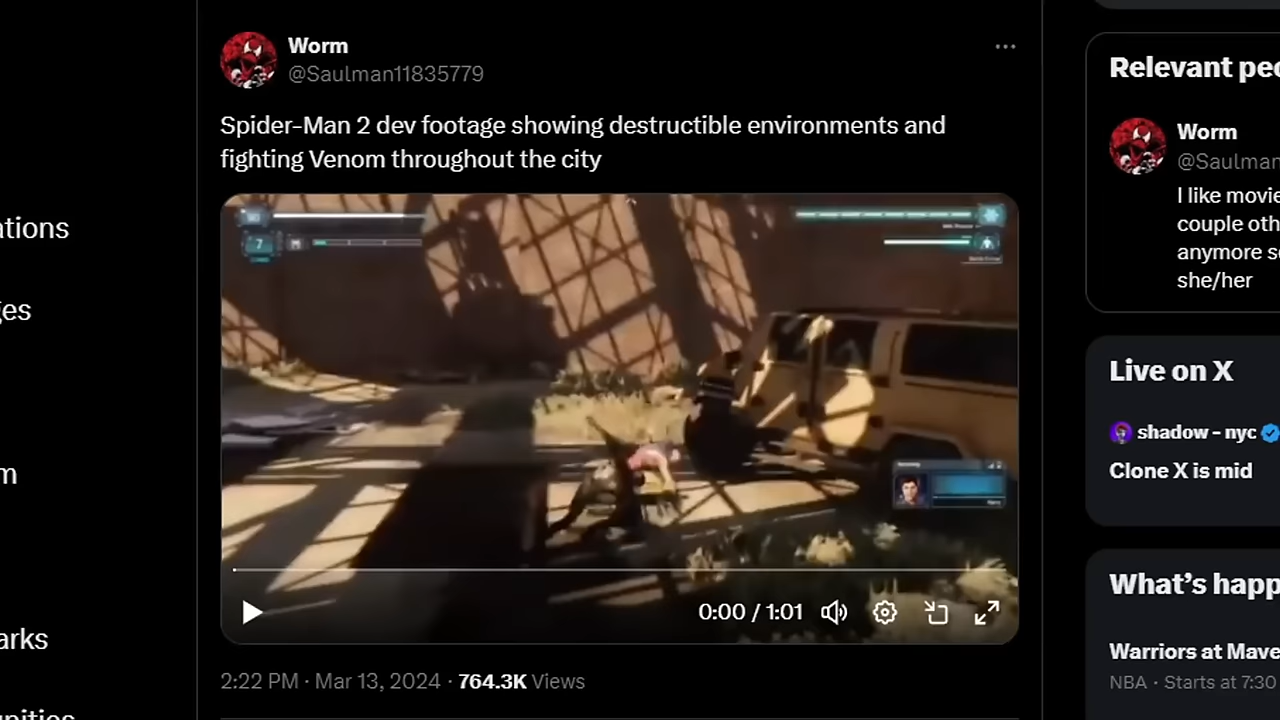 Worm
@Saulman11835779
Spider-Man 2 dev footage showing destructible environments and
fighting Venom throughout the city
7
M
0:00 / 1:01
2:22 PM · Mar 13, 2024 · 764.3K Views
ations
ges
m
arks
Relevant peo
Worm
@Saulman
I like movie
couple oth
anymore so
she/her
Live on X
shadow - nyc
Clone X is mid
What's happ
Warriors at Mave
NBA · Starts at 7:30